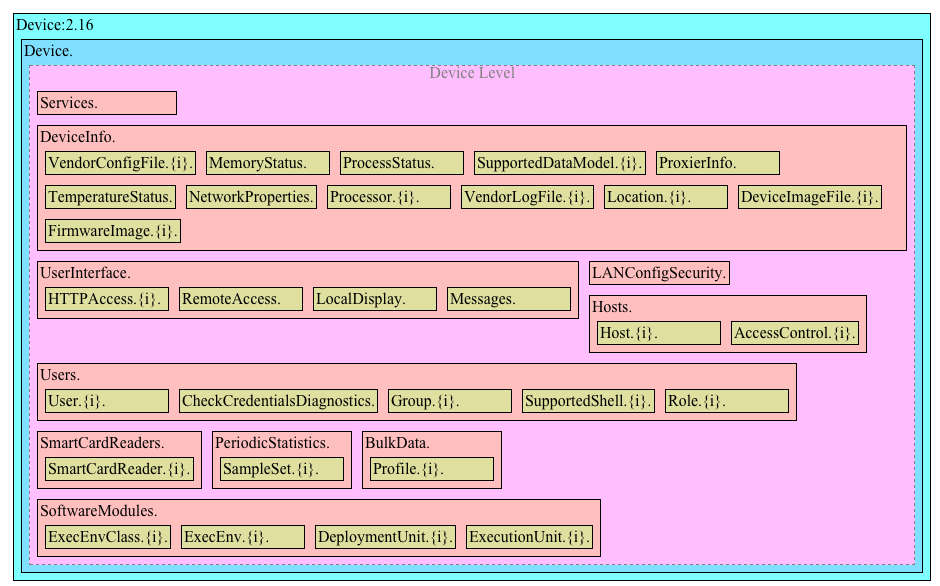 Device:2.16
Device.
Device Level
Services.
DeviceInfo.
VendorConfigFile.{i}. MemoryStatus. ProcessStatus. SupportedDataModel.{i}. ProxierInfo.
TemperatureStatus. NetworkProperties. Processor.{i}. VendorLogFile.{i}. Location.{i}. DeviceImageFile.{i}.
FirmwareImage.{i}.
UserInterface.
HTTPAccess.{i}. RemoteAccess. LocalDisplay. Messages.
LANConfigSecurity.
Hosts.
Host.{i}. AccessControl.{i}.
Users.
User.{i}. CheckCredentialsDiagnostics. Group.{i}. SupportedShell.{i}. Role.{i}.
SmartCardReaders. PeriodicStatistics. BulkData.
SmartCardReader.{i}. SampleSet.{i}. Profile.{i}.
SoftwareModules.
ExecEnvClass.{i}. ExecEnv.{i}. DeploymentUnit.{i}. ExecutionUnit.{i}.